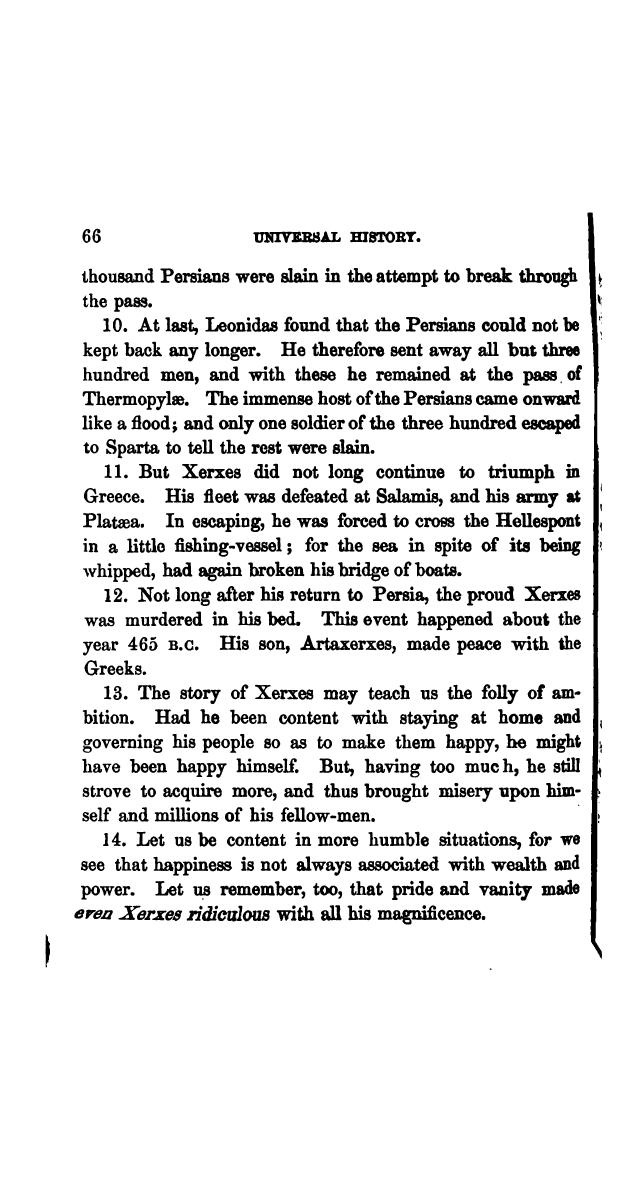 66 UNIVERSAL HISTORY.
thousand Persians were slain in the attempt to break through
the pass.
10. At last, Leonidas found that the Persians could not be
kept back any longer. He therefore sent away all but three
hundred men, and with these he remained at the pass of
Thermopylæ. The immense host of the Persians came onward
like a flood; and only one soldier of the three hundred escaped
to Sparta to tell the rest were slain.
11. But Xerxes did not long continue to triumph in
Greece. His fleet was defeated at Salamis, and his army at
Platæa. In escaping, he was forced to cross the Hellespont
in a little fishing-vessel; for the sea in spite of its being
whipped, had again broken his bridge of boats.
12. Not long after his return to Persia, the proud Xerxes
was murdered in his bed. This event happened about the
year 465 B.C. His son, Artaxerxes, made peace with the
Greeks.
13. The story of Xerxes may teach us the folly of am-
bition. Had he been content with staying at home and
governing his people so as to make them happy, he might
have been happy himself. But, having too much, he still
strove to acquire more, and thus brought misery upon him-
self and millions of his fellow-men.
14. Let us be content in more humble situations, for we
see that happiness is not always associated with wealth and
power. Let us remember, too, that pride and vanity made
even Xerxes ridiculous with all his magnificence.